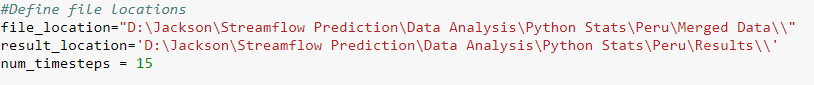 #Define file locations
file_location="D:\Jackson\Streamflow Prediction\Data Analysis\Python Stats\Peru\Merged Data\\"
result_location='D:\Jackson\Streamflow Prediction\Data Analysis\Python Stats\Peru\Results\\'
num_timesteps = 15